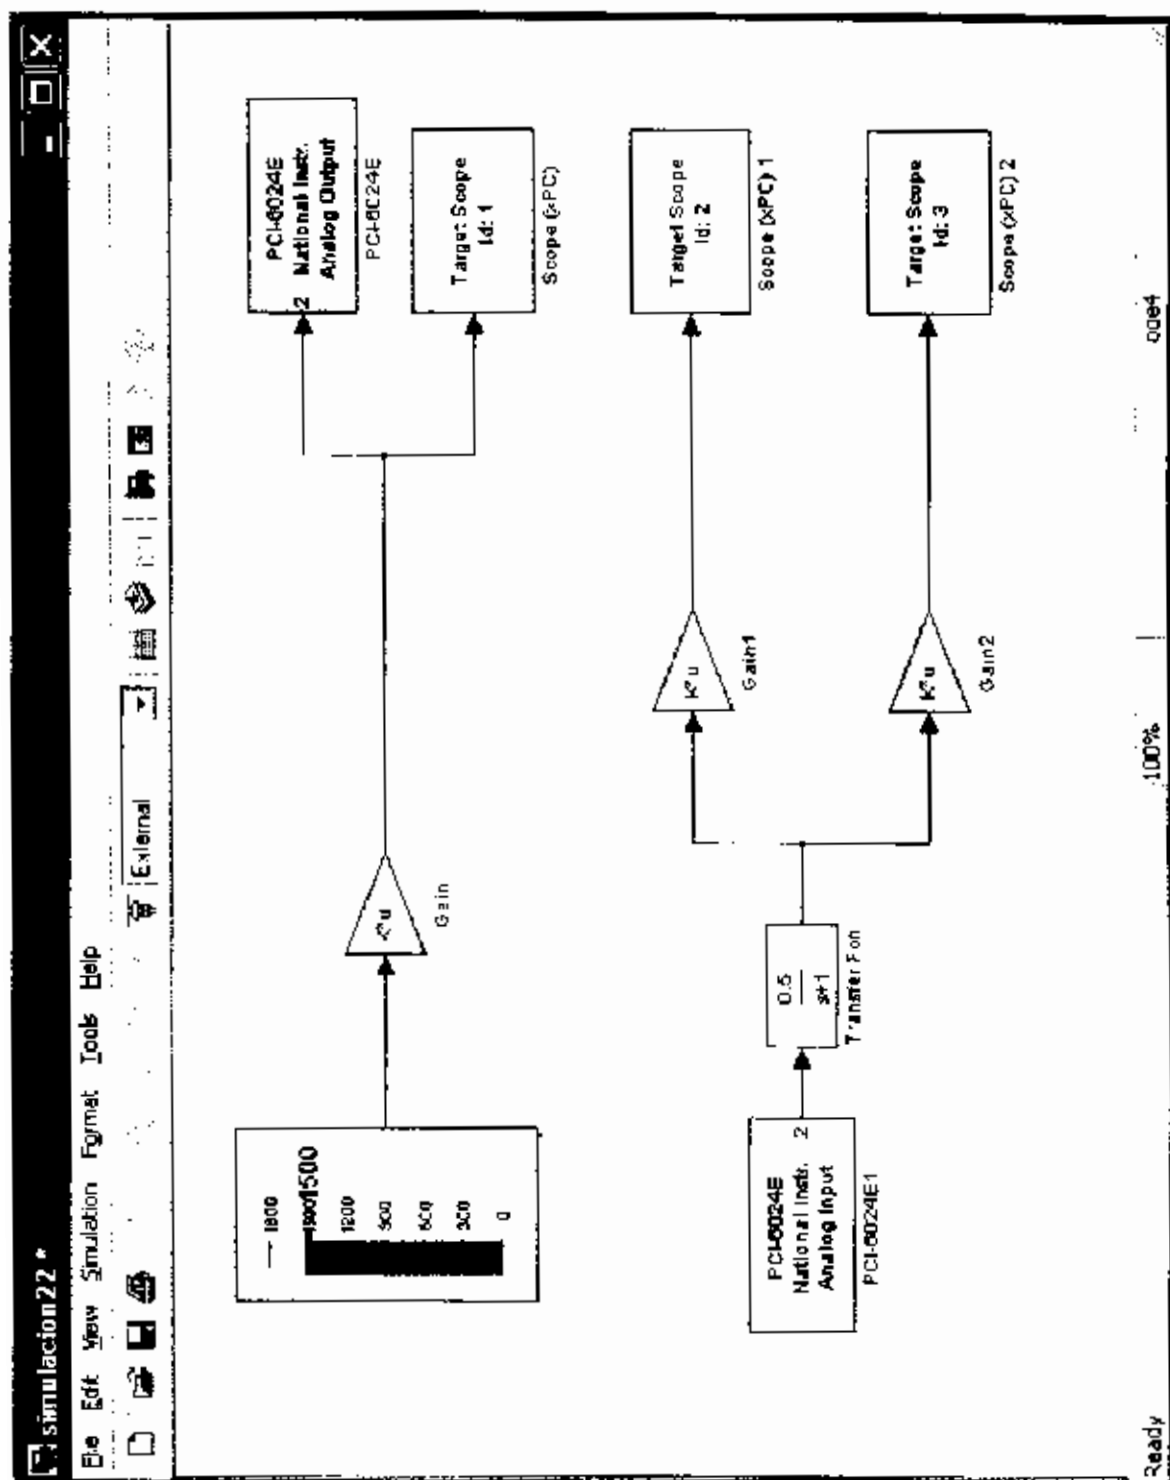 simulacion22 *
File Edit View Simulation Format Tools Help
External
1800
1500
1200
900
600
300
0
K*u
Gain
2
PCI-6024E
National Instr.
Analog Output
PCI-6024E
Target Scope
Id: 1
Scope (xPC)
PCI-6024E
National Instr.
Analog Input
2
PCI-6024E1
0.5
s+1
Transfer Fcn
K*u
Gain1
Target Scope
Id: 2
Scope (xPC) 1
K*u
Gain2
Target Scope
Id: 3
Scope (xPC) 2
Ready
100%
ode4